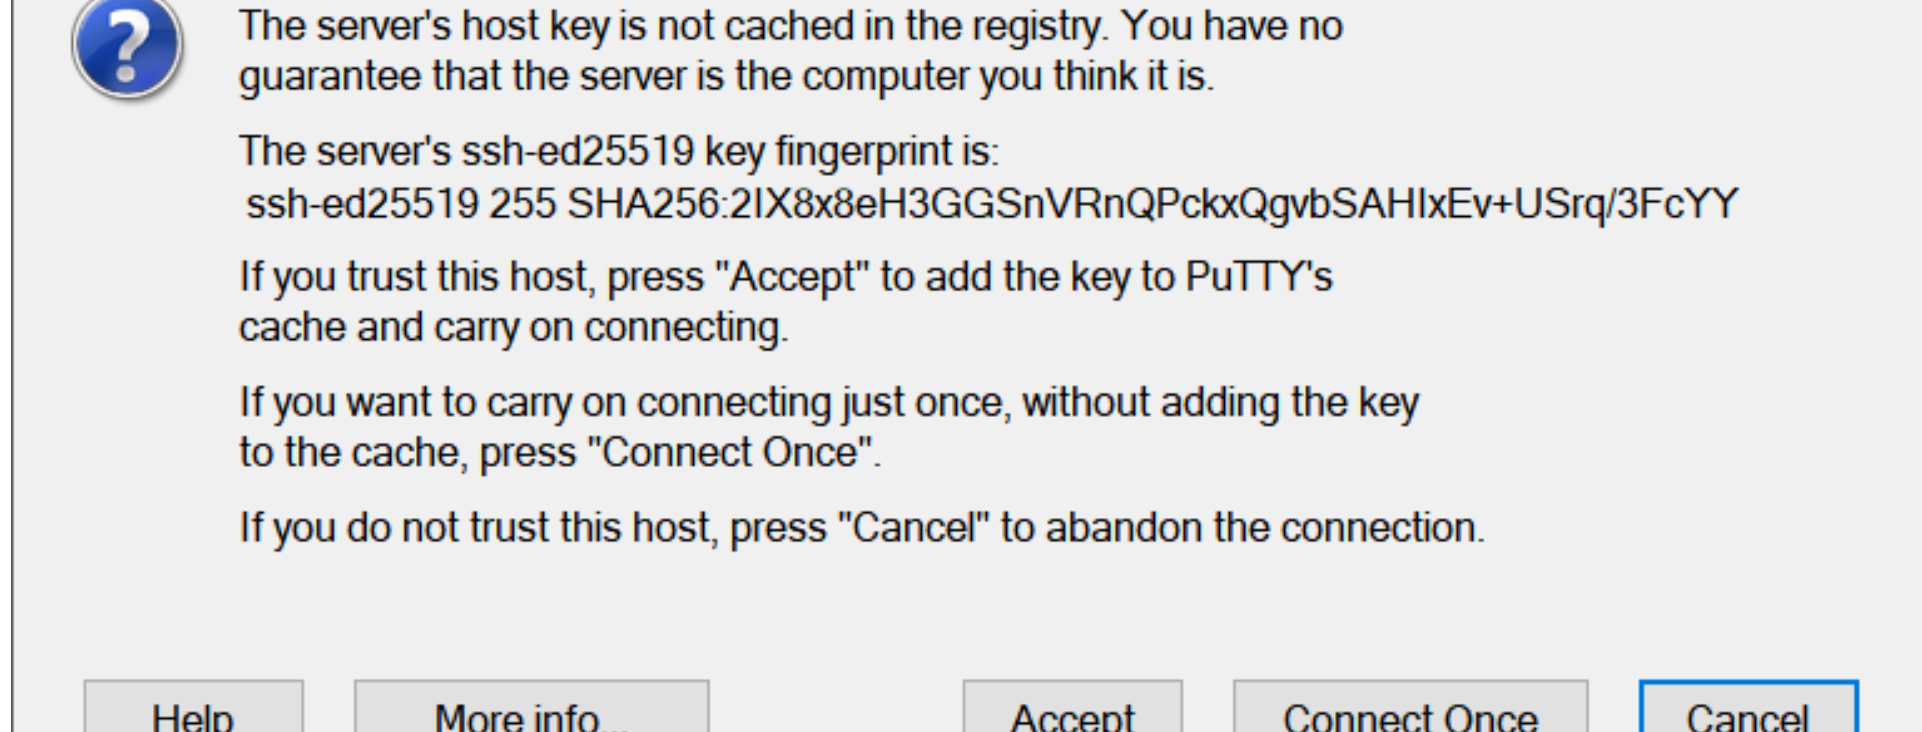 The server's host key is not cached in the registry. You have no
guarantee that the server is the computer you think it is.
The server's ssh-ed25519 key fingerprint is:
ssh-ed25519 255 SHA256:2IX8x8eH3GGSnVRnQPckxQgvbSAHIxEv+USrq/3FcYY
If you trust this host, press "Accept" to add the key to PuTTY's
cache and carry on connecting.
If you want to carry on connecting just once, without adding the key
to the cache, press "Connect Once".
If you do not trust this host, press "Cancel" to abandon the connection.
Help More info... Accept Connect Once Cancel